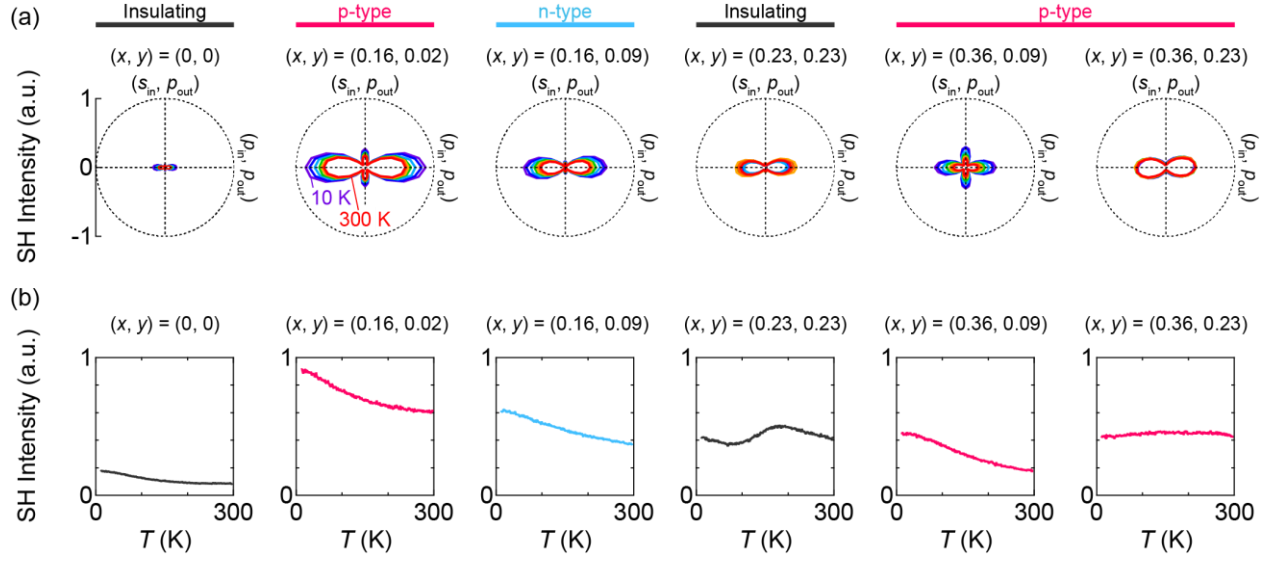 (a)
Insulating p-type n-type Insulating p-type
(x, y) = (0, 0) (x, y) = (0.16, 0.02) (x, y) = (0.16, 0.09) (x, y) = (0.23, 0.23) (x, y) = (0.36, 0.09) (x, y) = (0.36, 0.23)
(sin, pout) (sin, pout) (sin, pout) (sin, pout) (sin, pout) (sin, pout)
SH Intensity (a.u.)
1
0
-1
(pin, pout) (pin, pout) (pin, pout) (pin, pout) (pin, pout) (pin, pout)
10 K
300 K
(b)
(x, y) = (0, 0) (x, y) = (0.16, 0.02) (x, y) = (0.16, 0.09) (x, y) = (0.23, 0.23) (x, y) = (0.36, 0.09) (x, y) = (0.36, 0.23)
SH Intensity (a.u.)
1 1 1 1 1 1
0 0 0 0 0 0
0 300 0 300 0 300 0 300 0 300 0 300
T (K) T (K) T (K) T (K) T (K) T (K)